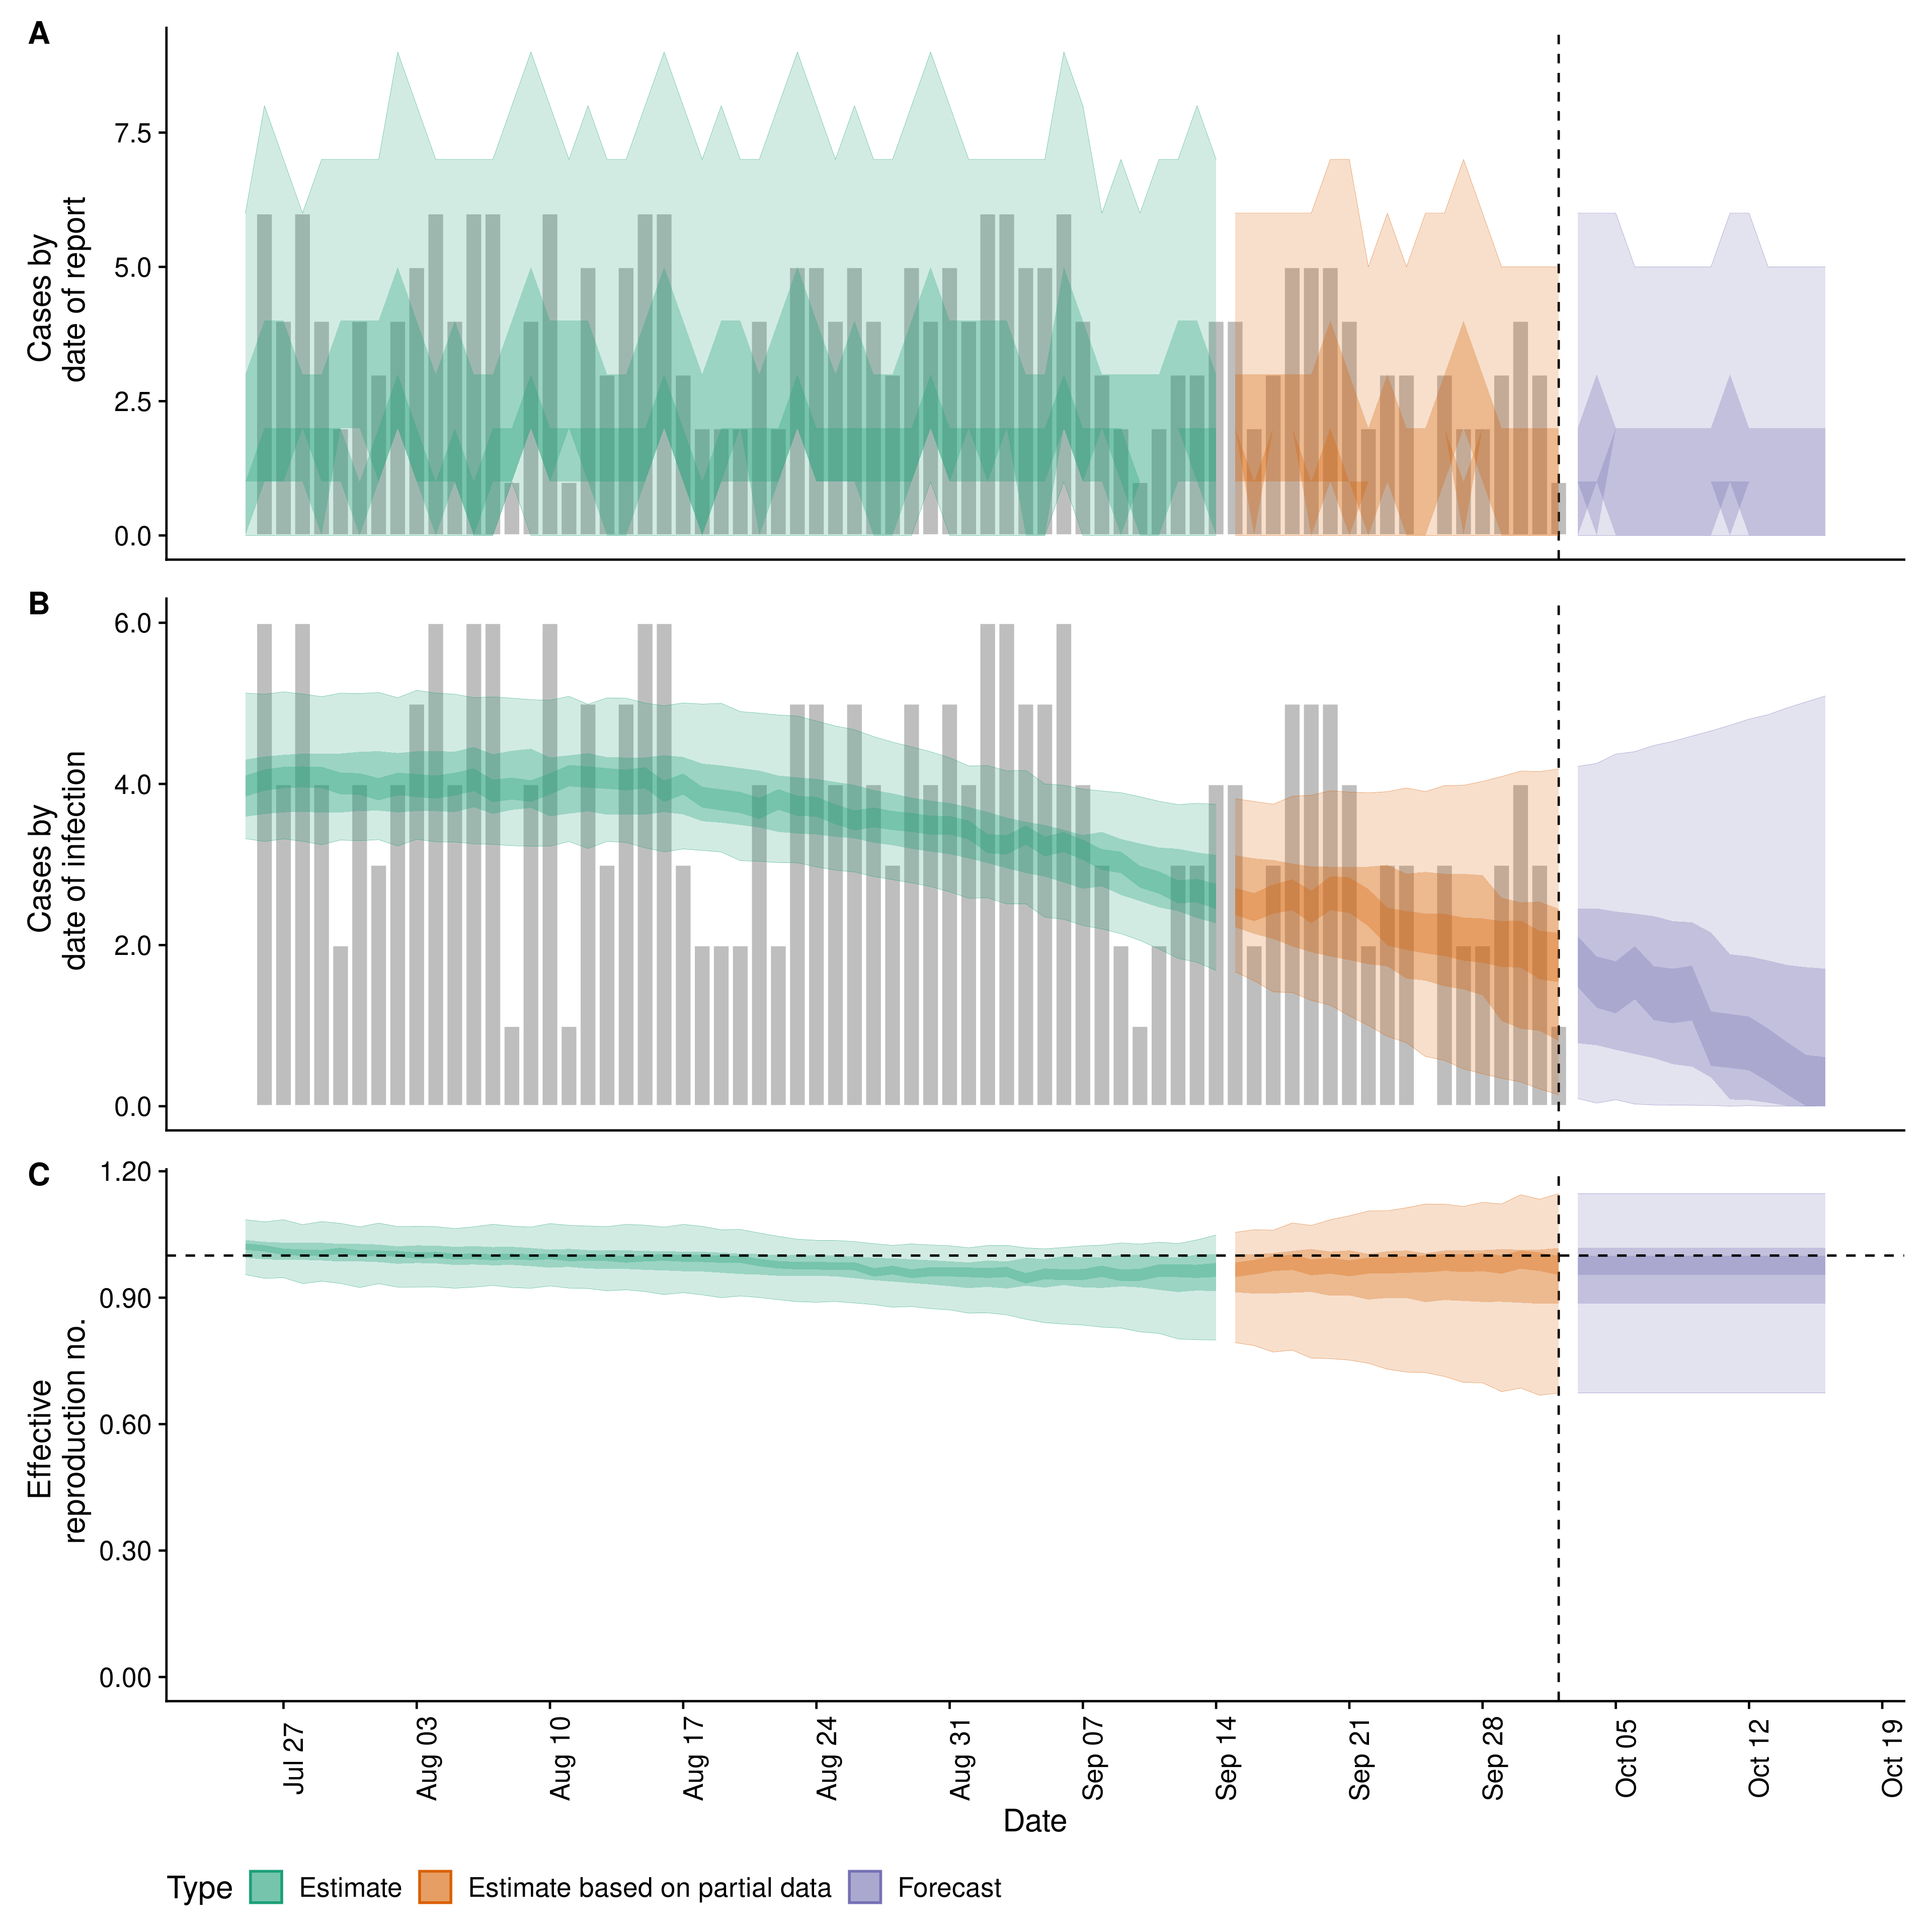 A
7.5
5.0
2.5
0.0
Cases by
date of report
B
6.0
4.0
2.0
0.0
Cases by
date of infection
C
1.20
0.90
0.60
0.30
0.00
Effective
reproduction no.
Jul 27
Aug 03
Aug 10
Aug 17
Aug 24
Aug 31
Sep 07
Sep 14
Sep 21
Sep 28
Oct 05
Oct 12
Oct 19
Date
Type Estimate Estimate based on partial data Forecast